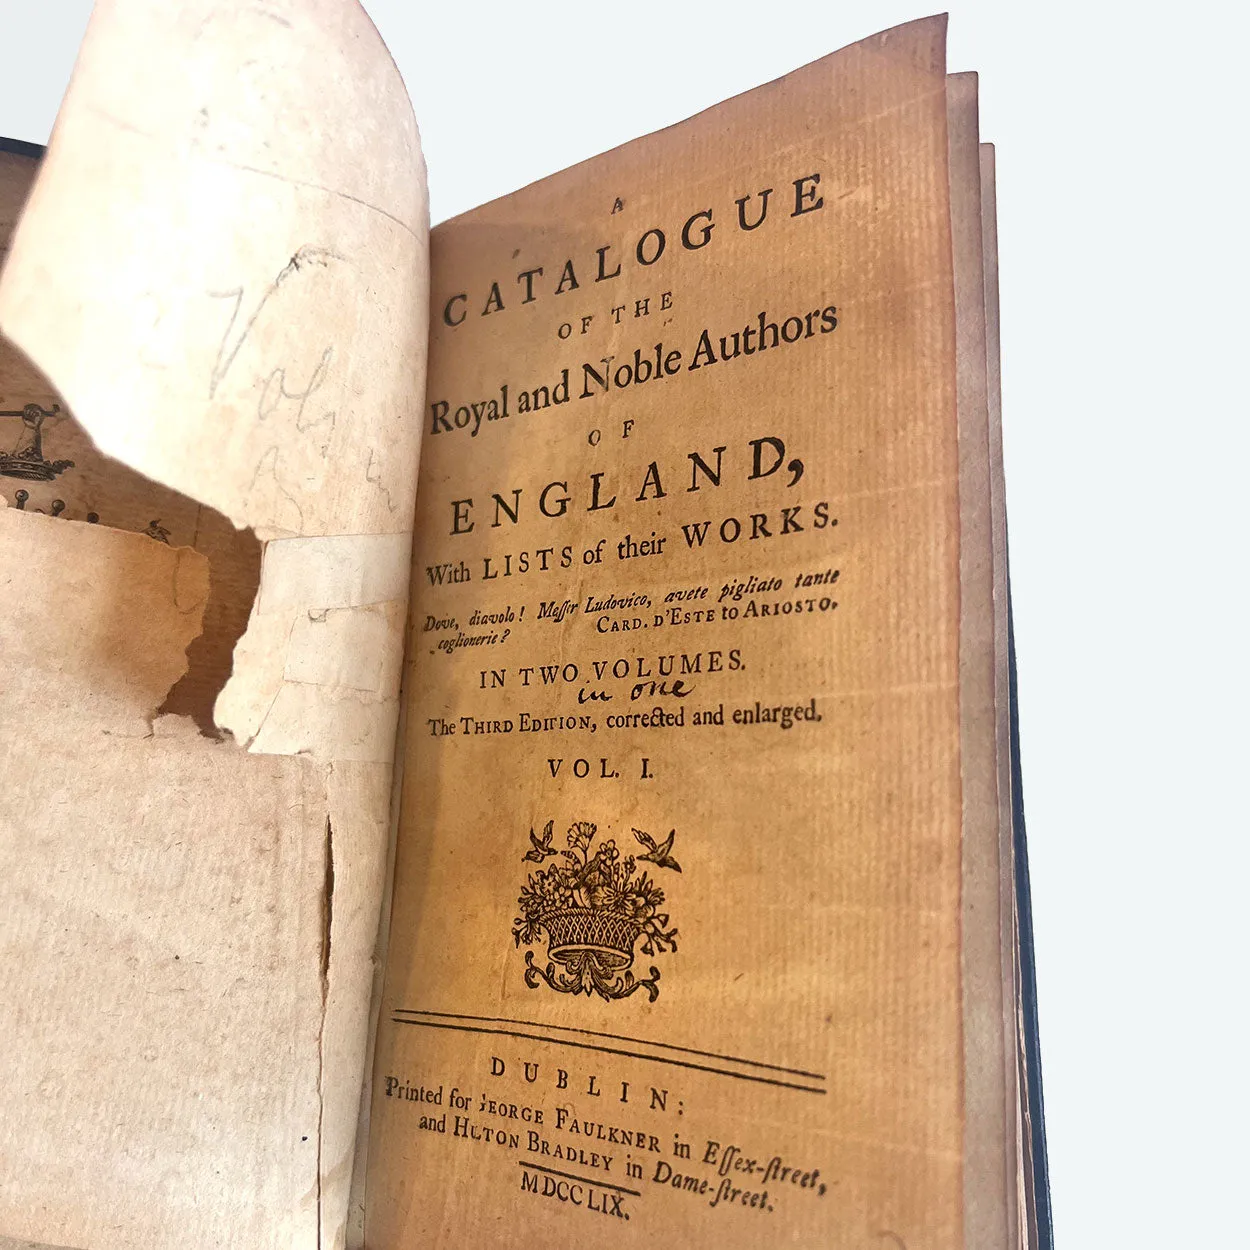 A
CATALOGUE
OF THE
Royal and Noble Authors
OF
ENGLAND,
With LISTS of their WORKS.
Dove, diavolo! Meſſer Ludovico, avete pigliato tante
coglionerie?
CARD. D'ESTE to ARIOSTO.
IN TWO VOLUMES.
in one
The THIRD EDITION, corrected and enlarged.
VOL. I.
DUBLIN:
Printed for GEORGE FAULKNER in Eſſex-ſtreet,
and HULTON BRADLEY in Dame-ſtreet.
MDCCLIX.